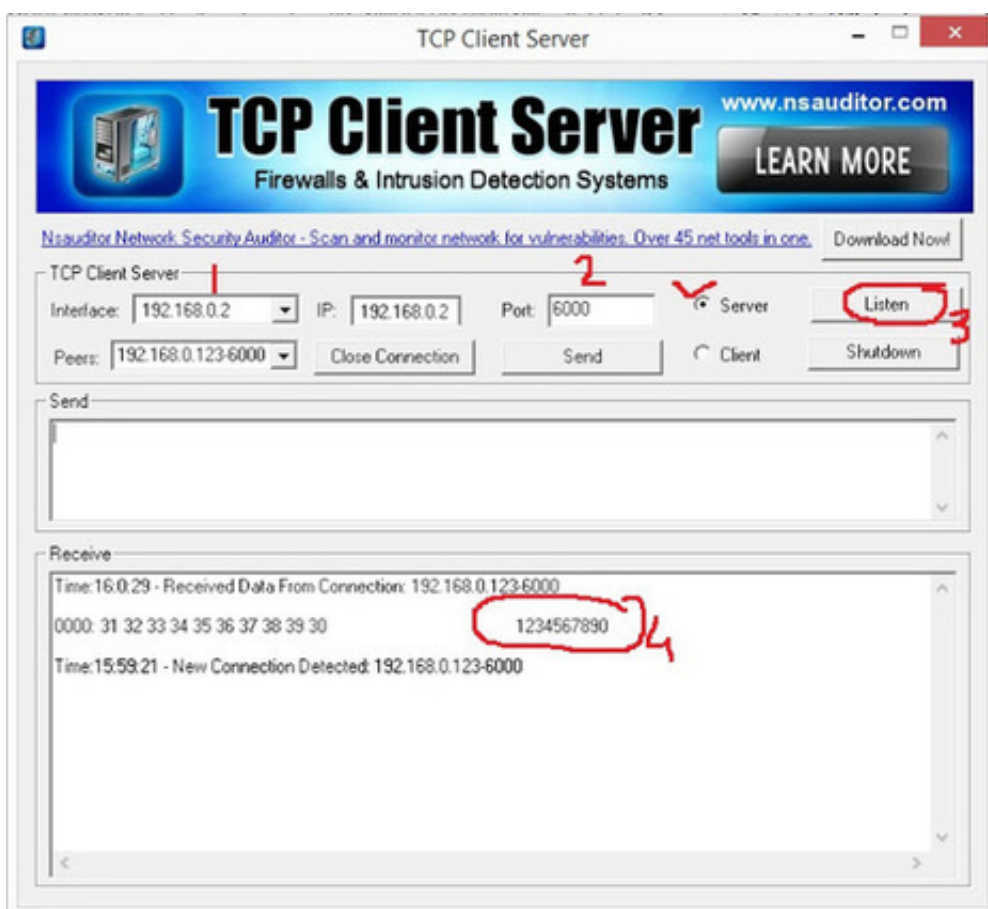 TCP Client Server
TCP Client Server
www.nsauditor.com
Firewalls & Intrusion Detection Systems
LEARN MORE
Nsauditor Network Security Auditor - Scan and monitor network for vulnerabilities. Over 45 net tools in one.
Download Now!
TCP Client Server
1
2
Interface: 192.168.0.2 IP: 192.168.0.2 Port: 6000 Server Listen
3
Peers: 192.168.0.123-6000 Close Connection Send Client Shutdown
Send
Receive
Time:16:0:29 - Received Data From Connection: 192.168.0.123-6000
0000: 31 32 33 34 35 36 37 38 39 30 1234567890
4
Time:15:59:21 - New Connection Detected: 192.168.0.123-6000